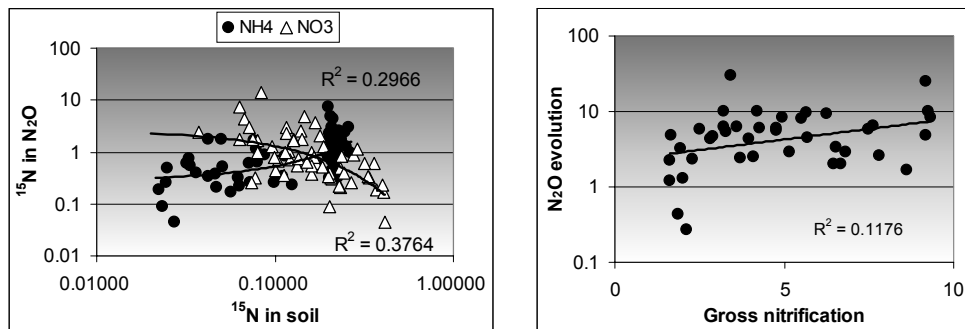 ● NH4 △ NO3
100
10
1
0.1
0.01
¹⁵N in N₂O
R² = 0.2966
R² = 0.3764
0.01000 0.10000 1.00000
¹⁵N in soil
100
10
1
0.1
N₂O evolution
R² = 0.1176
0 5 10
Gross nitrification